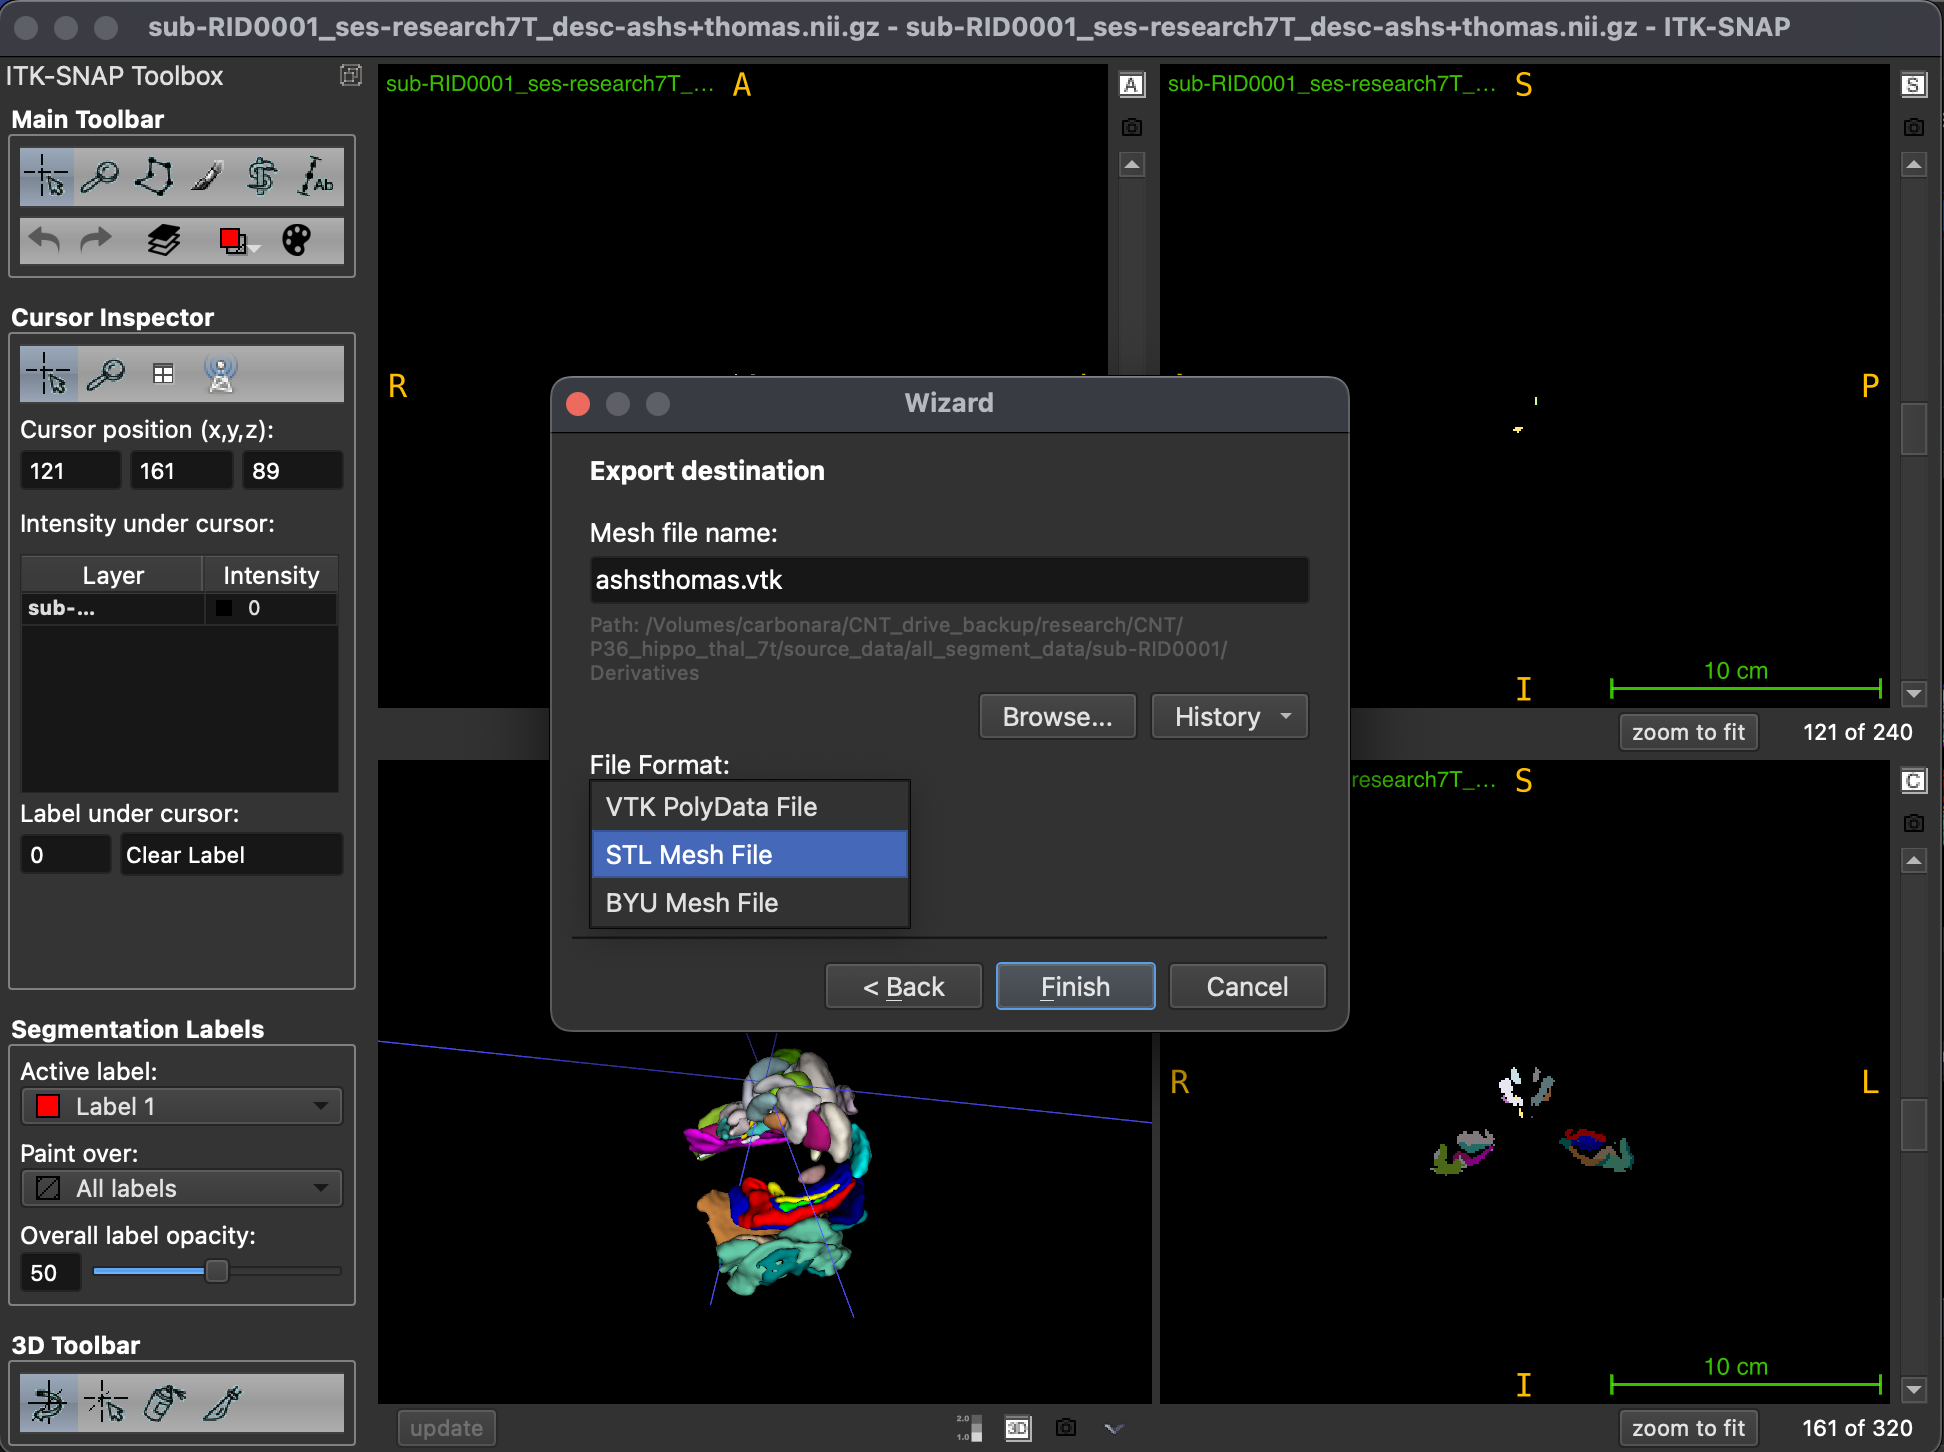 sub-RID0001_ses-research7T_desc-ashs+thomas.nii.gz - sub-RID0001_ses-research7T_desc-ashs+thomas.nii.gz - ITK-SNAP
ITK-SNAP Toolbox
Main Toolbar
Ab
Cursor Inspector
Cursor position (x,y,z):
121 161 89
Intensity under cursor:
Layer Intensity
sub-... 0
Label under cursor:
0 Clear Label
Segmentation Labels
Active label:
Label 1
Paint over:
All labels
Overall label opacity:
50
3D Toolbar
sub-RID0001_ses-research7T_... A
A
R
sub-RID0001_ses-research7T_... S
S
P
10 cm
I
zoom to fit 121 of 240
Wizard
Export destination
Mesh file name:
ashsthomas.vtk
Path: /Volumes/carbonara/CNT_drive_backup/research/CNT/
P36_hippo_thal_7t/source_data/all_segment_data/sub-RID0001/
Derivatives
Browse... History
File Format:
VTK PolyData File
STL Mesh File
BYU Mesh File
< Back Finish Cancel
research7T_... S
C
R L
10 cm
I
update
2.0
1.0
3D
zoom to fit 161 of 320